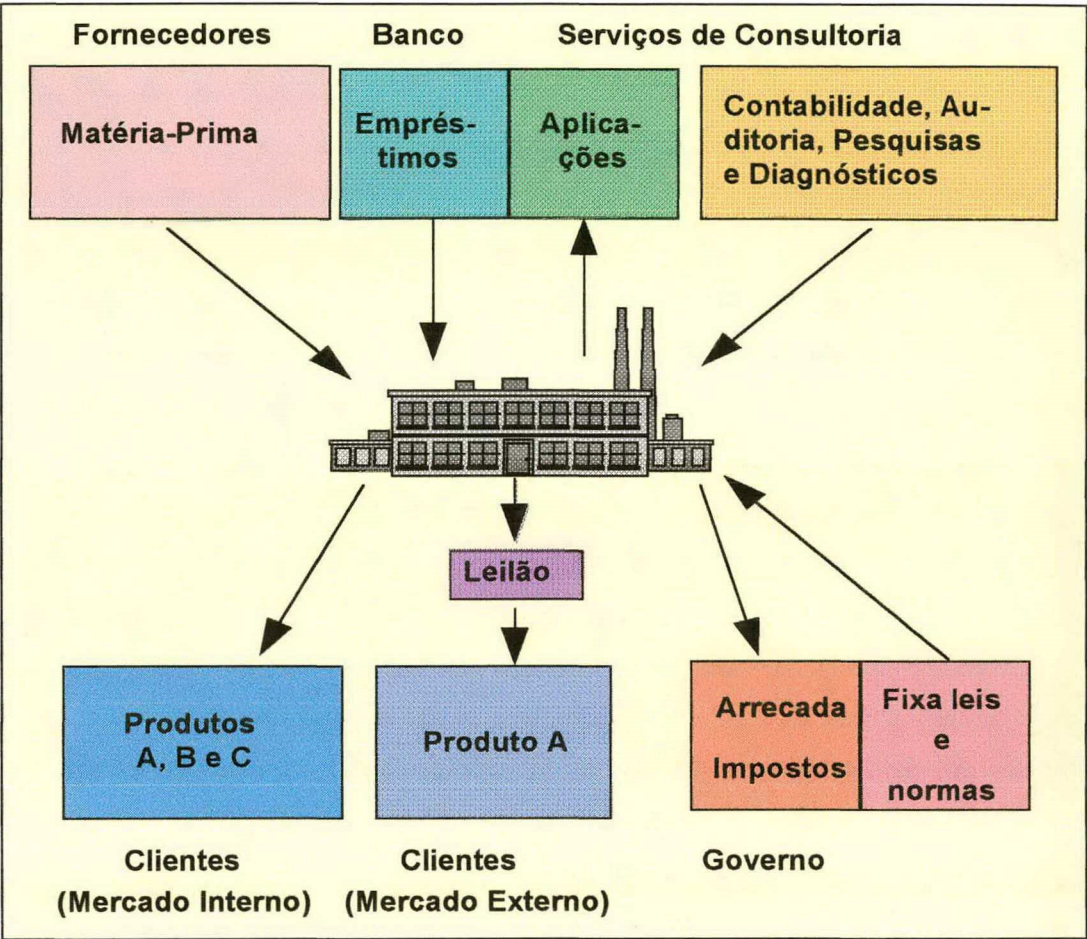 Fornecedores
Banco
Serviços de Consultoria
Matéria-Prima
Emprés-
timos
Aplica-
ções
Contabilidade, Au-
ditoria, Pesquisas
e Diagnósticos
Leilão
Produtos
A, B e C
Produto A
Arrecada
Impostos
Fixa leis
e
normas
Clientes
(Mercado Interno)
Clientes
(Mercado Externo)
Governo